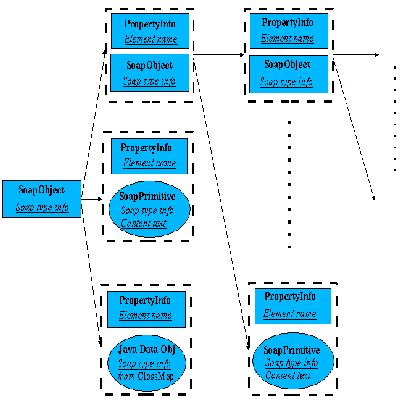 PropertyInfo
Element name
SoapObject
Soap type info
PropertyInfo
Element name
SoapObject
Soap type info
PropertyInfo
Element name
SoapPrimitive
Soap type info
Content text
SoapObject
Soap type info
PropertyInfo
Element name
Java Data Obj
Soap type info
from ClassMap
PropertyInfo
Element name
SoapPrimitive
Soap type info
Content text